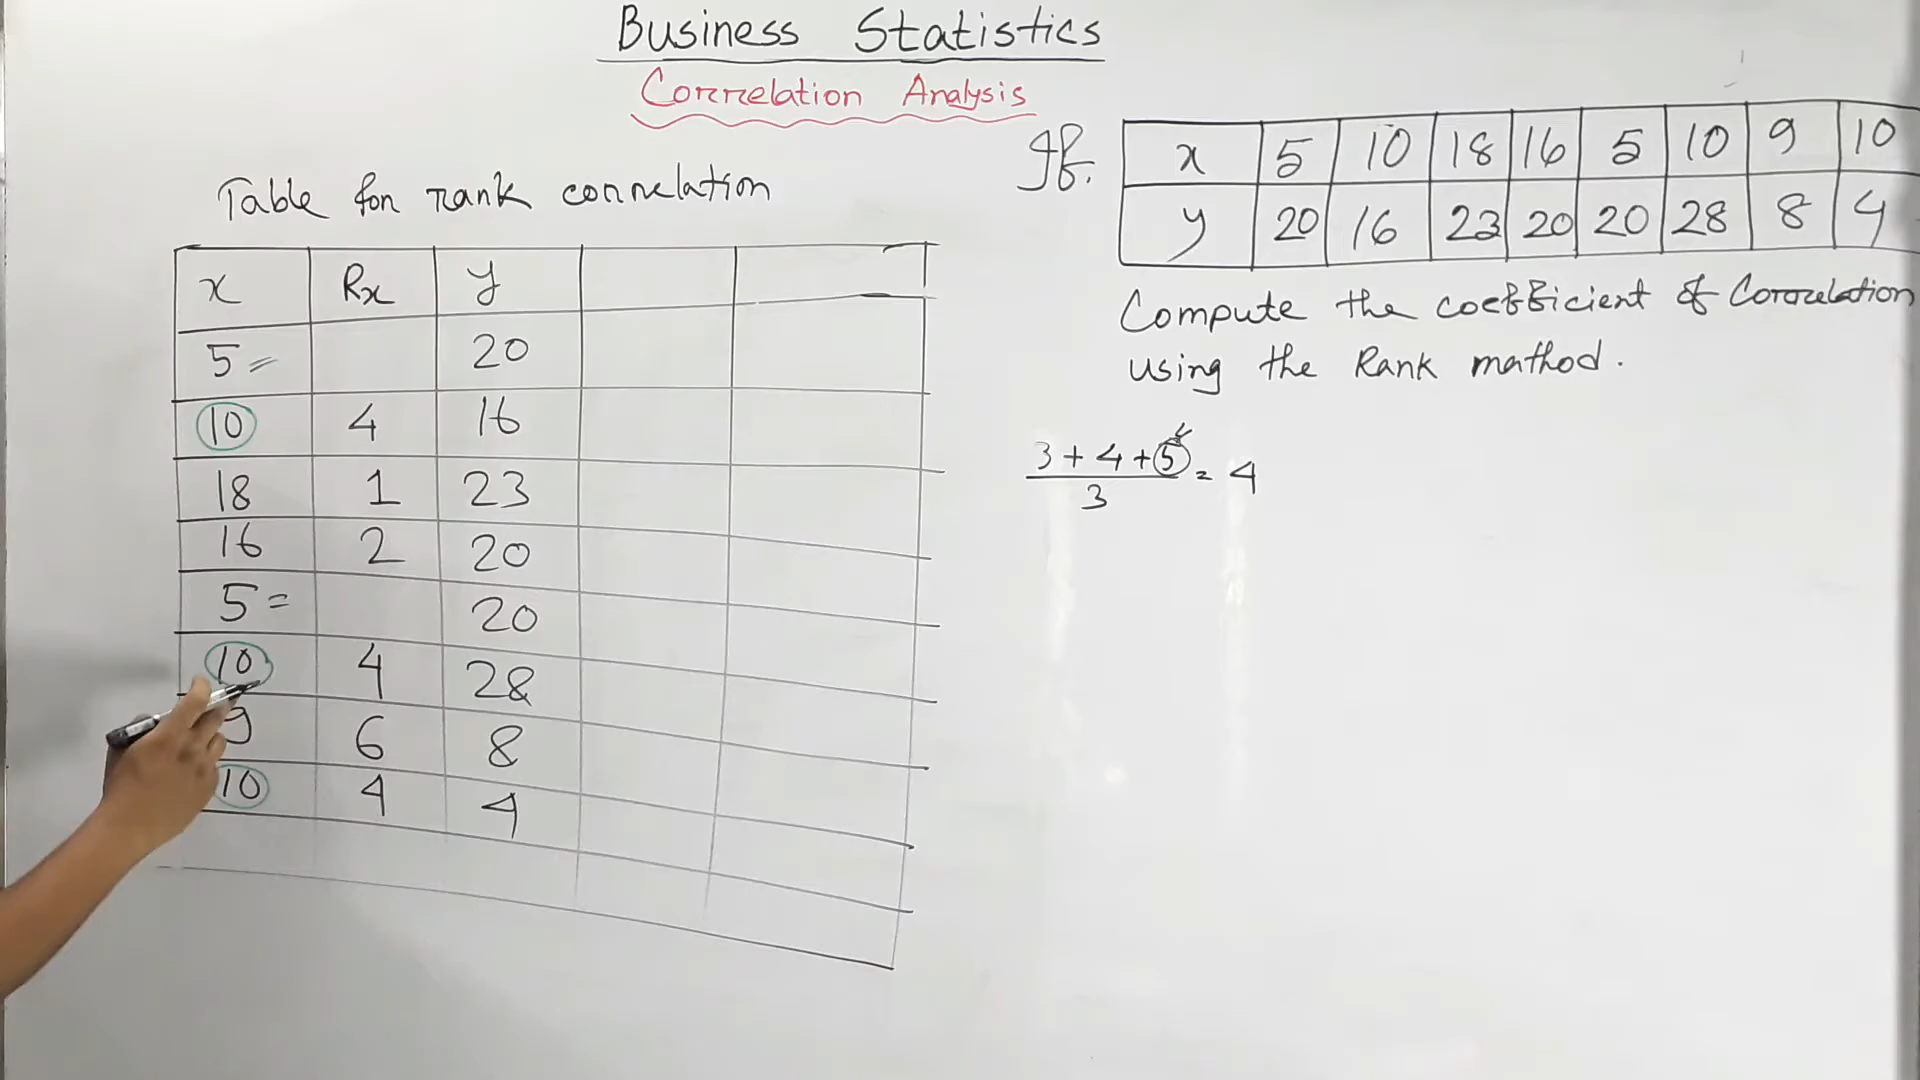 Business Statistics
Correlation Analysis
If.
x 5 10 18 16 5 10 9 10
y 20 16 23 20 20 28 8 4
Compute the coefficient of Correlation
using the Rank mathod.
Table for rank correlation
x Rx y
5 = 20
10 4 16
18 1 23
16 2 20
5 = 20
10 4 28
9 6 8
10 4 4
3 + 4 + 5
3
= 4